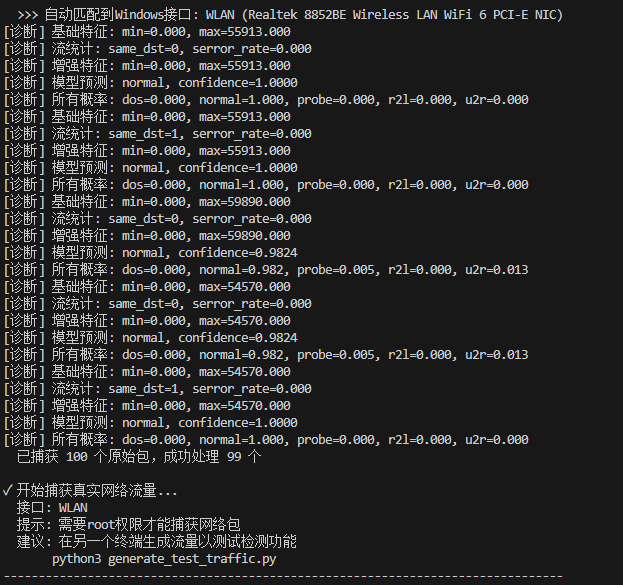 >>> 自动匹配到Windows接口: WLAN (Realtek 8852BE Wireless LAN WiFi 6 PCI-E NIC)
[诊断] 基础特征: min=0.000, max=55913.000
[诊断] 流统计: same_dst=0, serror_rate=0.000
[诊断] 增强特征: min=0.000, max=55913.000
[诊断] 模型预测: normal, confidence=1.0000
[诊断] 所有概率: dos=0.000, normal=1.000, probe=0.000, r2l=0.000, u2r=0.000
[诊断] 基础特征: min=0.000, max=55913.000
[诊断] 流统计: same_dst=1, serror_rate=0.000
[诊断] 增强特征: min=0.000, max=55913.000
[诊断] 模型预测: normal, confidence=1.0000
[诊断] 所有概率: dos=0.000, normal=1.000, probe=0.000, r2l=0.000, u2r=0.000
[诊断] 基础特征: min=0.000, max=59890.000
[诊断] 流统计: same_dst=0, serror_rate=0.000
[诊断] 增强特征: min=0.000, max=59890.000
[诊断] 模型预测: normal, confidence=0.9824
[诊断] 所有概率: dos=0.000, normal=0.982, probe=0.005, r2l=0.000, u2r=0.013
[诊断] 基础特征: min=0.000, max=54570.000
[诊断] 流统计: same_dst=0, serror_rate=0.000
[诊断] 增强特征: min=0.000, max=54570.000
[诊断] 模型预测: normal, confidence=0.9824
[诊断] 所有概率: dos=0.000, normal=0.982, probe=0.005, r2l=0.000, u2r=0.013
[诊断] 基础特征: min=0.000, max=54570.000
[诊断] 流统计: same_dst=1, serror_rate=0.000
[诊断] 增强特征: min=0.000, max=54570.000
[诊断] 模型预测: normal, confidence=1.0000
[诊断] 所有概率: dos=0.000, normal=1.000, probe=0.000, r2l=0.000, u2r=0.000
已捕获 100 个原始包，成功处理 99 个
✓ 开始捕获真实网络流量...
接口: WLAN
提示: 需要root权限才能捕获网络包
建议: 在另一个终端生成流量以测试检测功能
python3 generate_test_traffic.py
--------------------------------------------------------------------------------